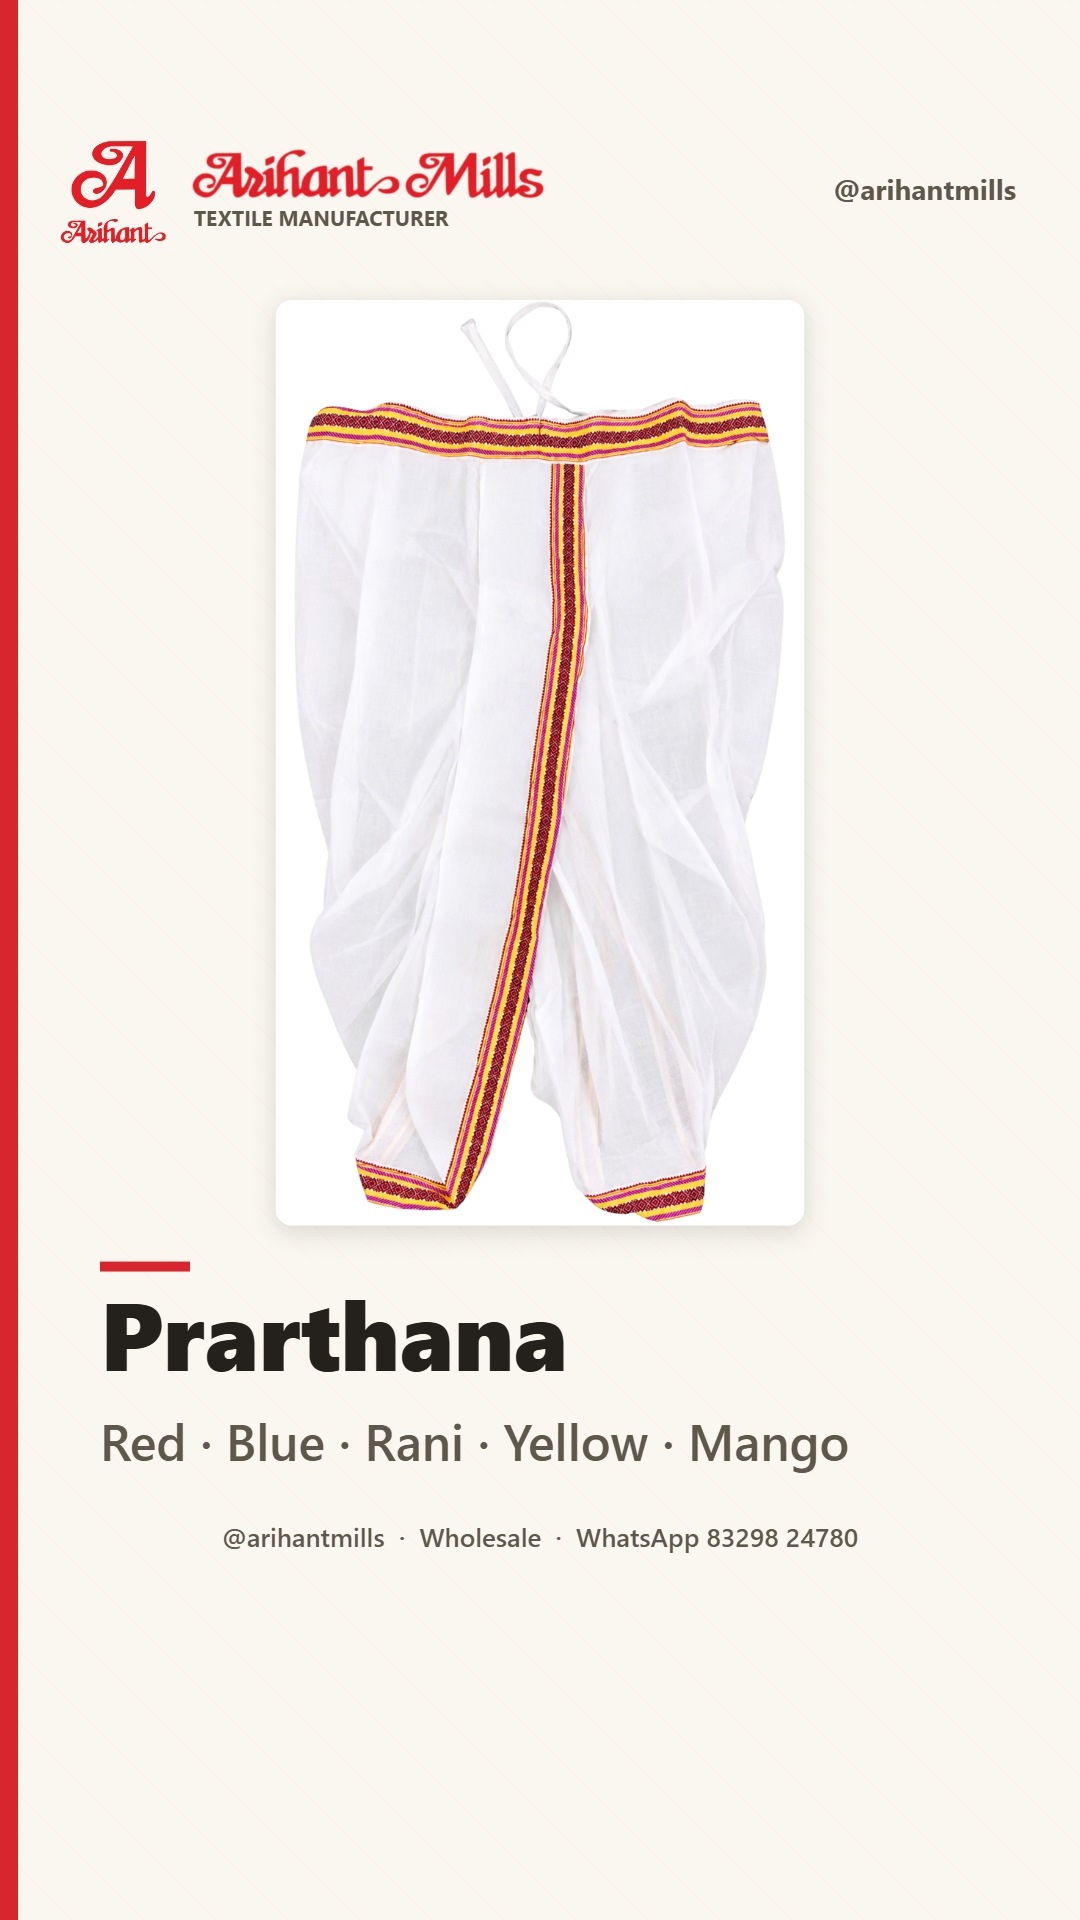 A
Arihant
Arihant Mills
TEXTILE MANUFACTURER
@arihantmills
Prarthana
Red · Blue · Rani · Yellow · Mango
@arihantmills · Wholesale · WhatsApp 83298 24780